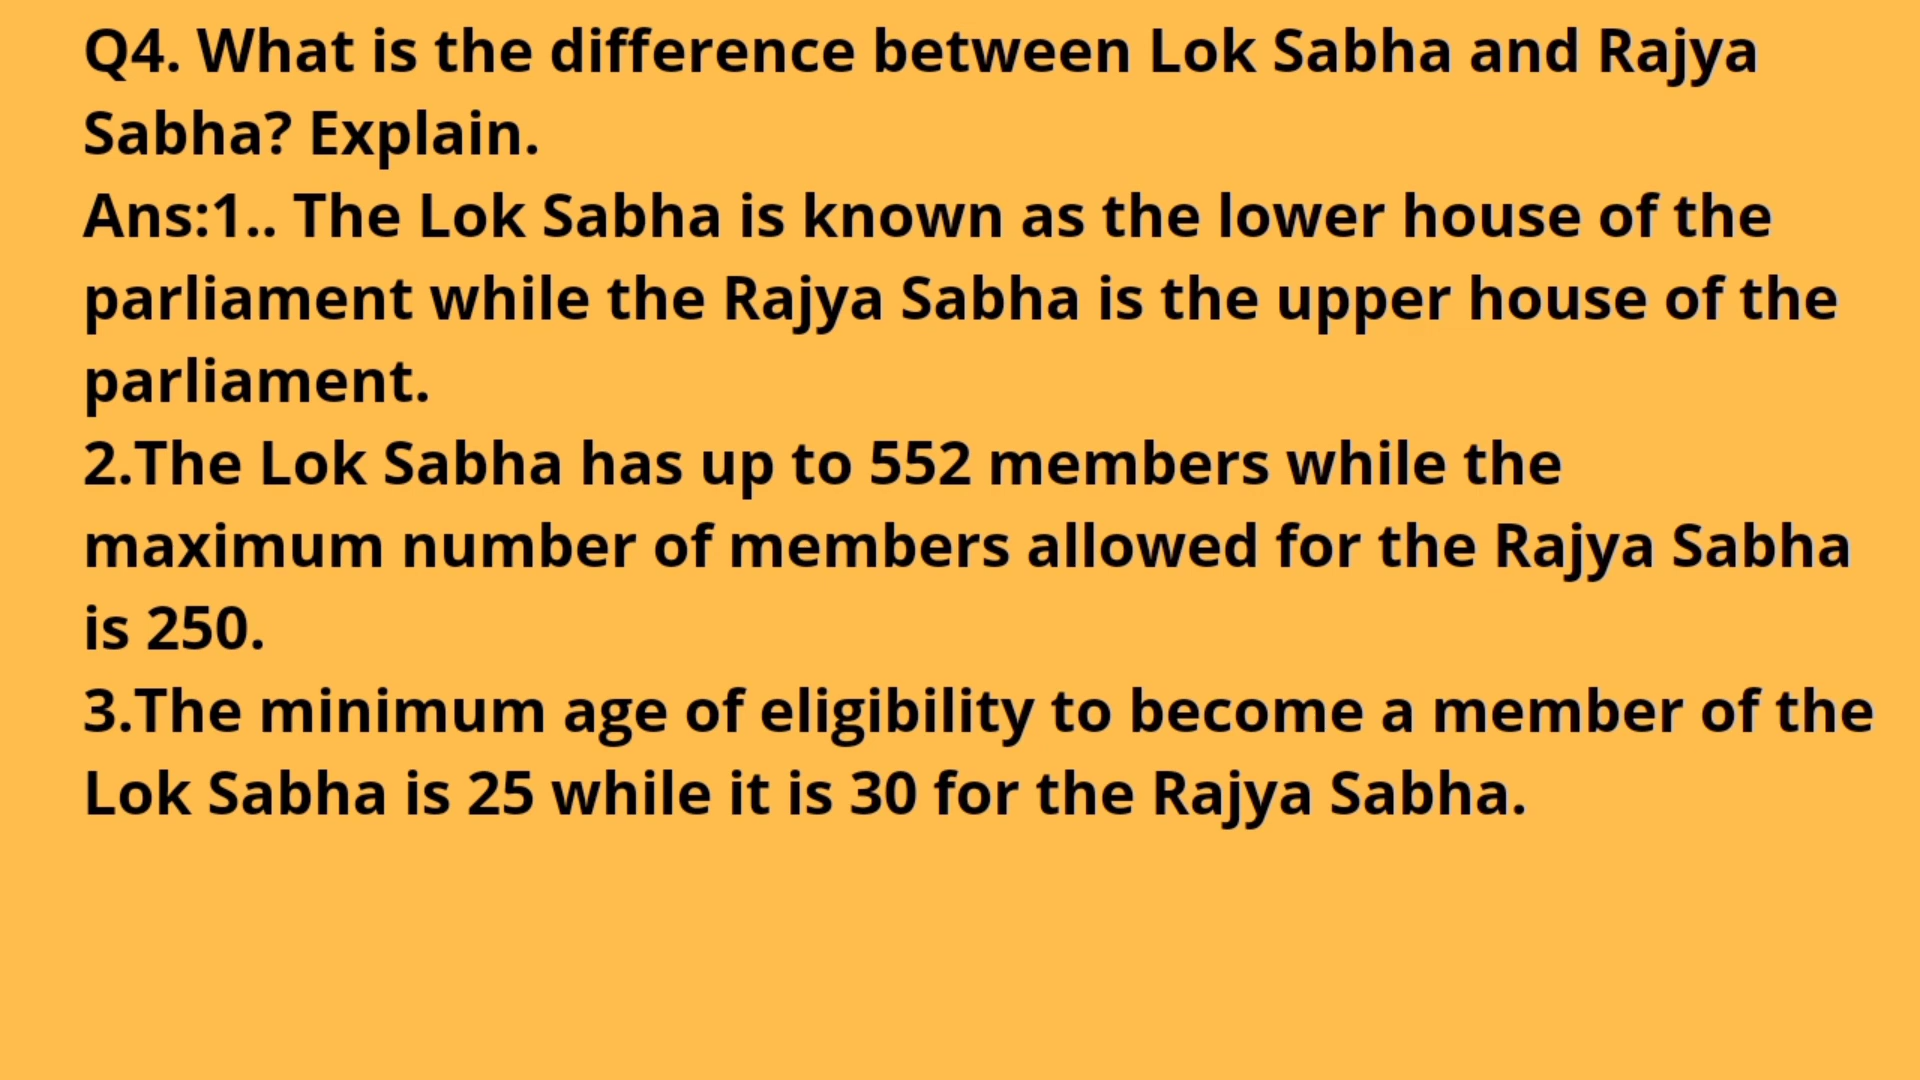 Q4. What is the difference between Lok Sabha and Rajya
Sabha? Explain.
Ans:1.. The Lok Sabha is known as the lower house of the
parliament while the Rajya Sabha is the upper house of the
parliament.
2.The Lok Sabha has up to 552 members while the
maximum number of members allowed for the Rajya Sabha
is 250.
3.The minimum age of eligibility to become a member of the
Lok Sabha is 25 while it is 30 for the Rajya Sabha.